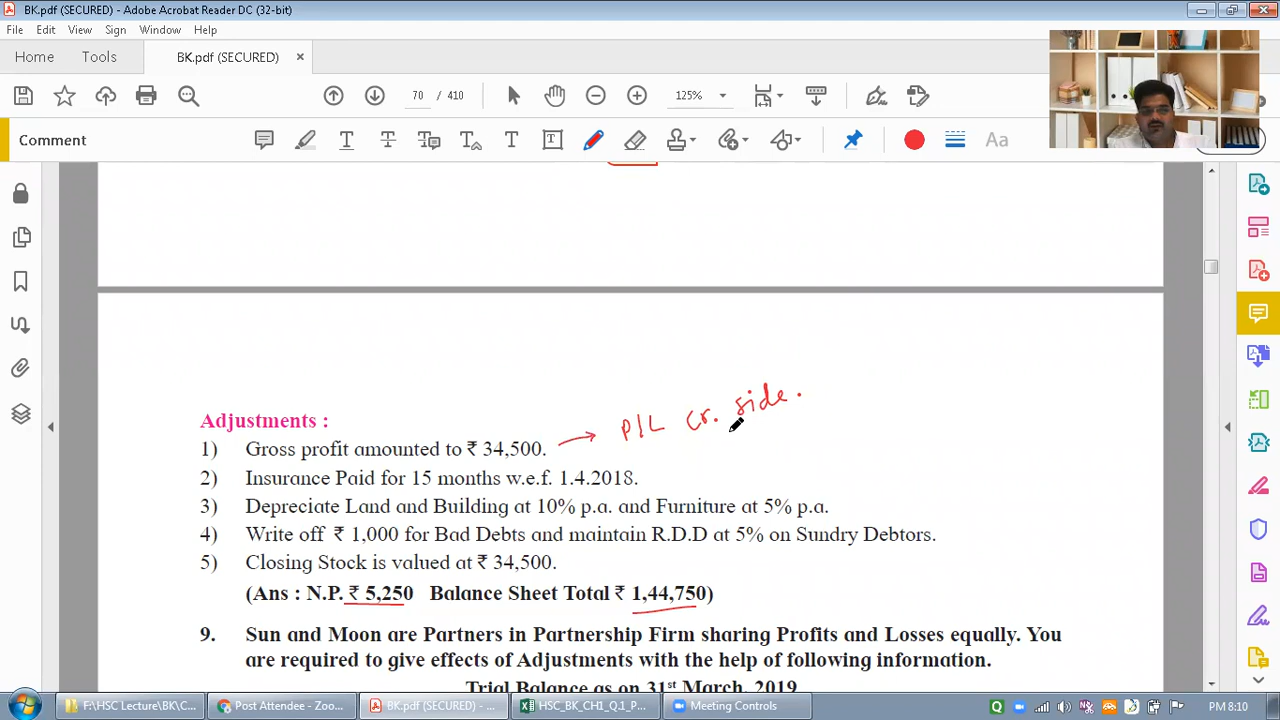 BK.pdf (SECURED) - Adobe Acrobat Reader DC (32-bit)
File Edit View Sign Window Help
Home Tools BK.pdf (SECURED) ×
70 / 410 125%
Comment
Aa
P/L Cr. side.
Adjustments :
1) Gross profit amounted to ₹ 34,500.
2) Insurance Paid for 15 months w.e.f. 1.4.2018.
3) Depreciate Land and Building at 10% p.a. and Furniture at 5% p.a.
4) Write off ₹ 1,000 for Bad Debts and maintain R.D.D at 5% on Sundry Debtors.
5) Closing Stock is valued at ₹ 34,500.
(Ans : N.P. ₹ 5,250 Balance Sheet Total ₹ 1,44,750)
9. Sun and Moon are Partners in Partnership Firm sharing Profits and Losses equally. You
are required to give effects of Adjustments with the help of following information.
Trial Balance as on 31st March, 2019
F:\HSC Lecture\BK\C... Post Attendee - Zoo... BK.pdf (SECURED) - ... HSC_BK_CH1_Q.1_P... Meeting Controls PM 8:10